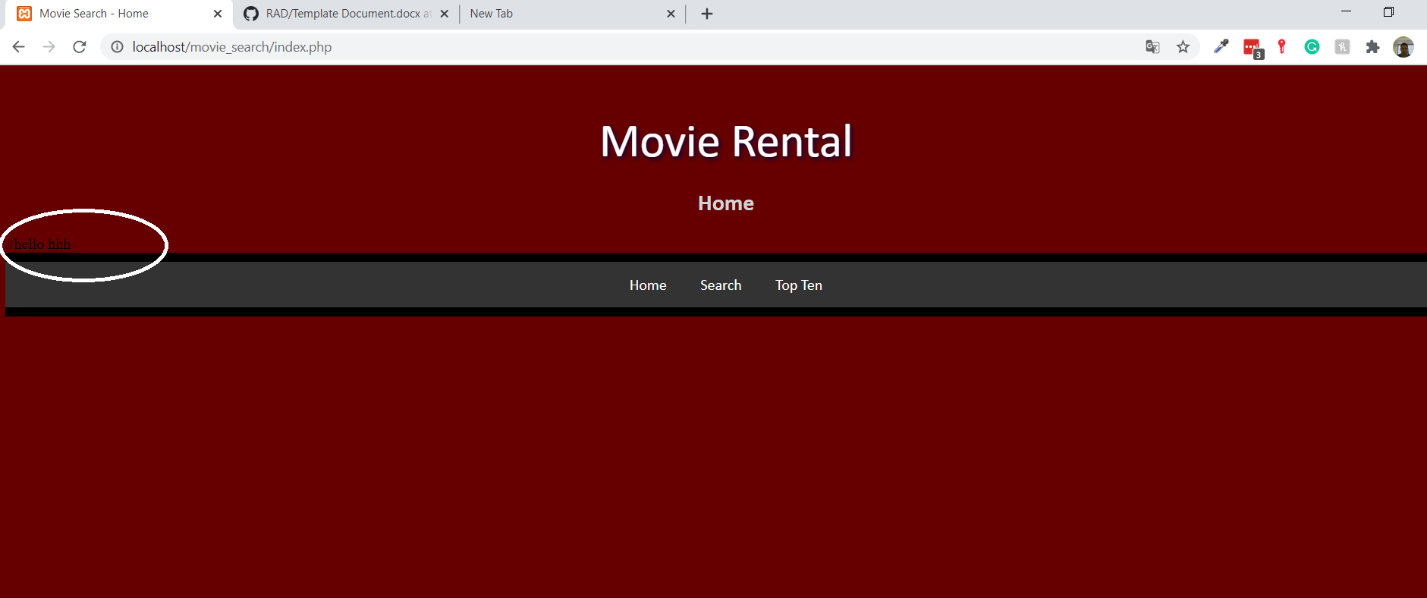 Movie Search - Home
RAD/Template Document.docx a
New Tab
localhost/movie_search/index.php
3
Movie Rental
Home
hello hhh
Home Search Top Ten